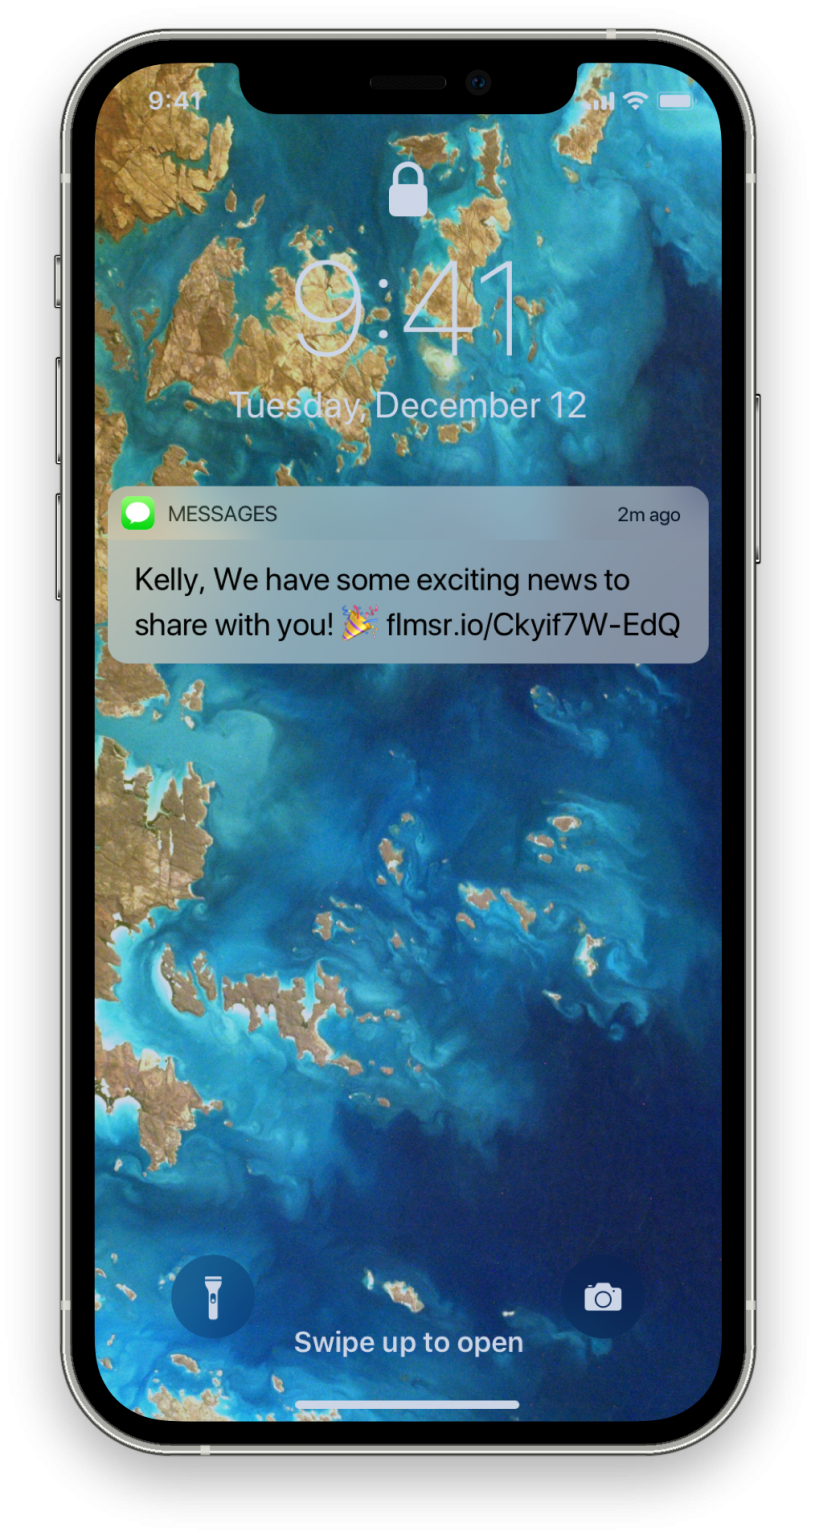 9:41
9:41
Tuesday, December 12
MESSAGES 2m ago
Kelly, We have some exciting news to
share with you! 🎉 flmsr.io/Ckyif7W-EdQ
Swipe up to open